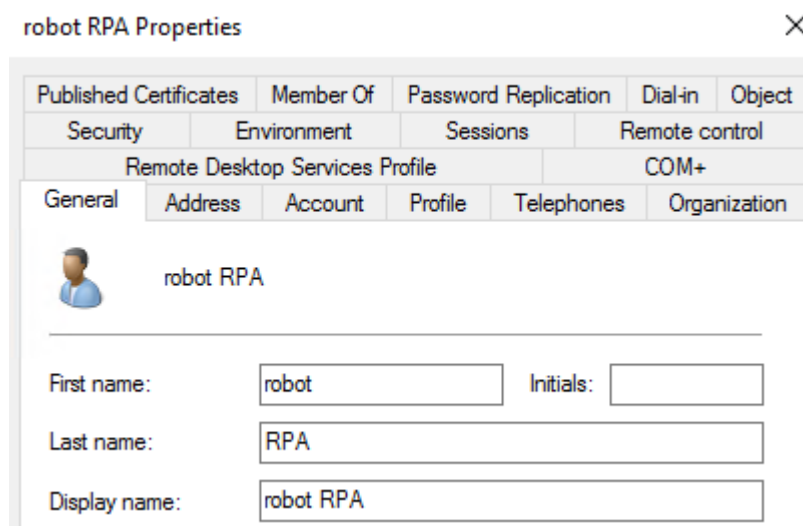 robot RPA Properties
Published Certificates Member Of Password Replication Dial-in Object
Security Environment Sessions Remote control
Remote Desktop Services Profile COM+
General Address Account Profile Telephones Organization
robot RPA
First name: robot Initials:
Last name: RPA
Display name: robot RPA